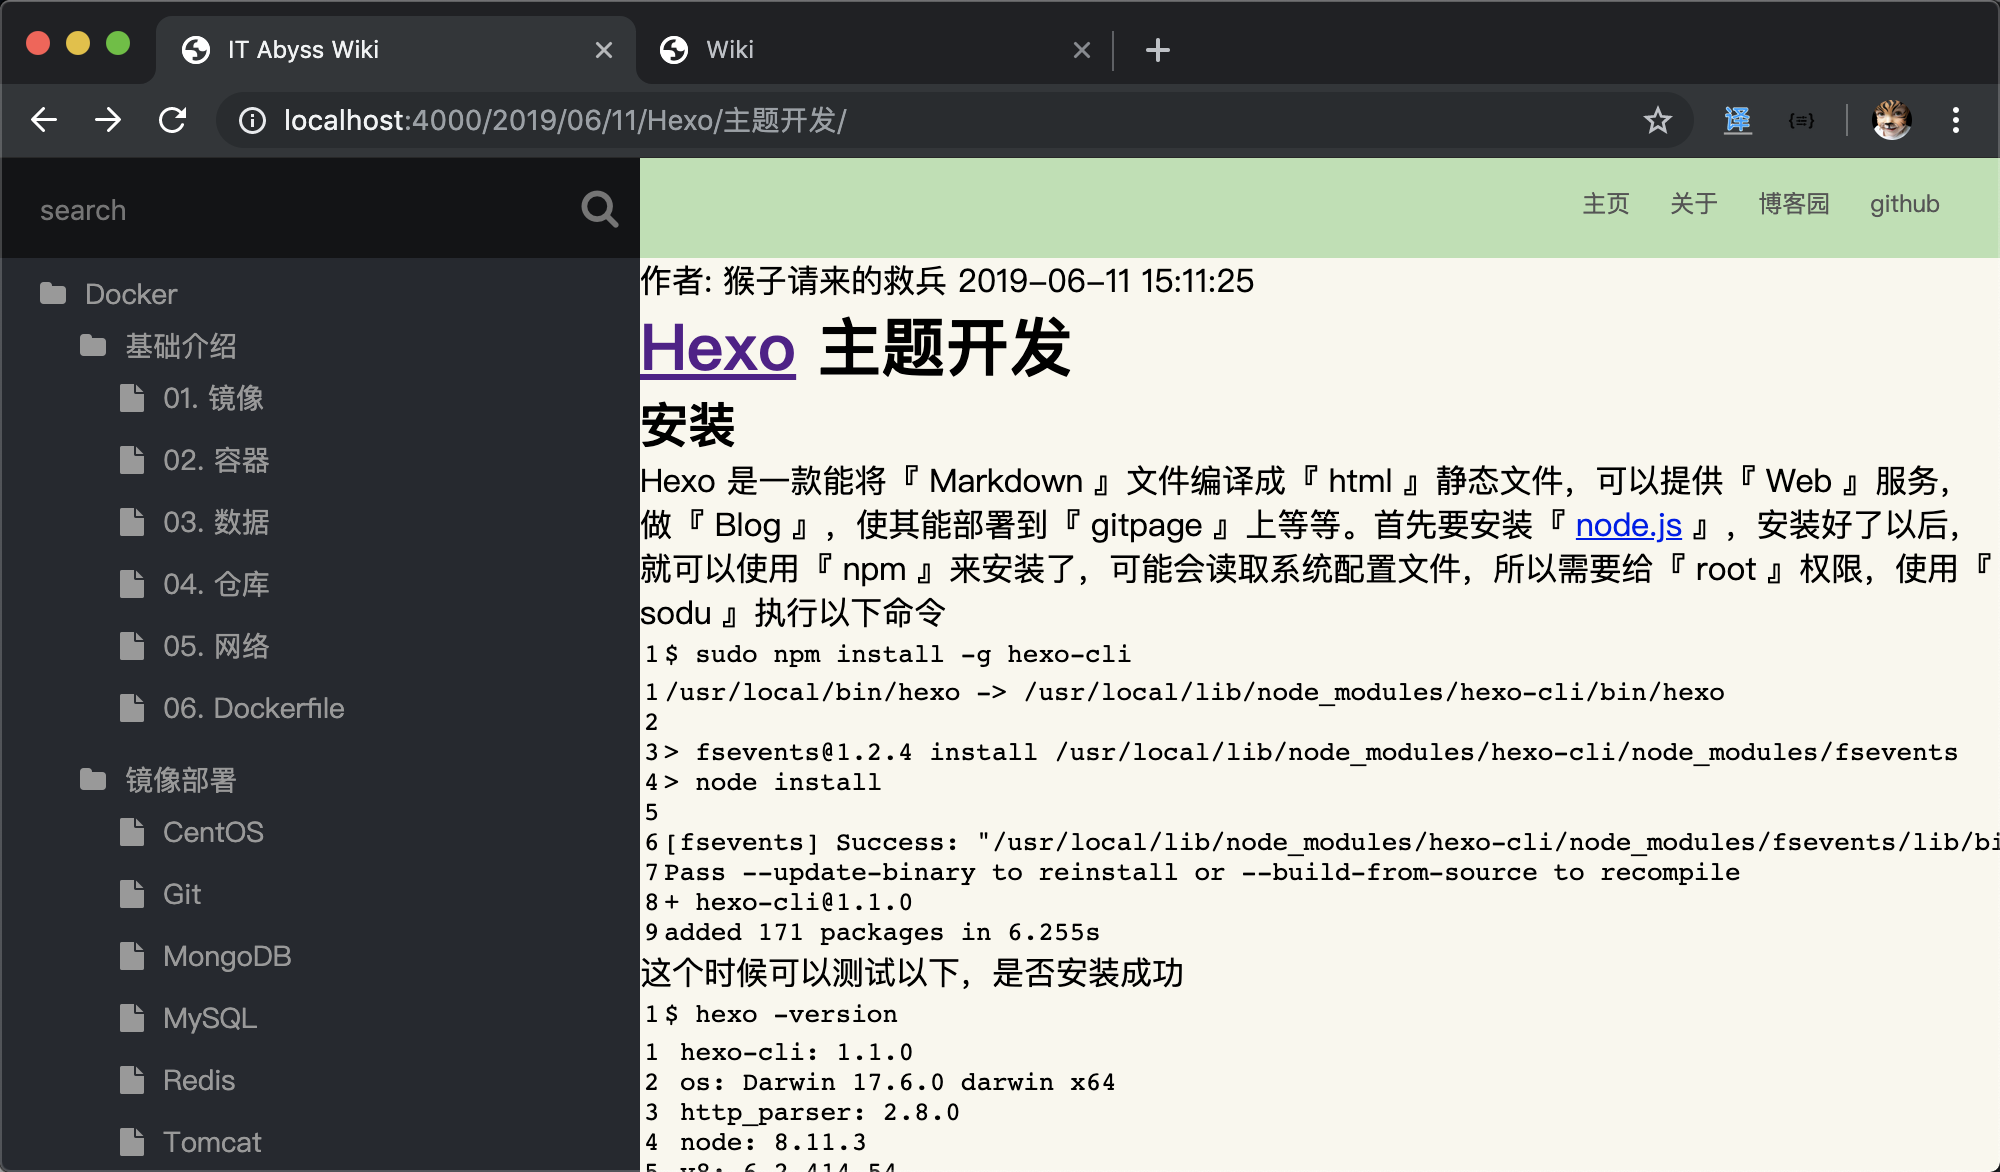 IT Abyss Wiki
Wiki
localhost:4000/2019/06/11/Hexo/主题开发/
译
{≡}
search
主页 关于 博客园 github
Docker
基础介绍
01. 镜像
02. 容器
03. 数据
04. 仓库
05. 网络
06. Dockerfile
镜像部署
CentOS
Git
MongoDB
MySQL
Redis
Tomcat
作者: 猴子请来的救兵 2019-06-11 15:11:25
Hexo 主题开发
安装
Hexo 是一款能将『 Markdown 』文件编译成『 html 』静态文件，可以提供『 Web 』服务，
做『 Blog 』，使其能部署到『 gitpage 』上等等。首先要安装『 node.js 』，安装好了以后，
就可以使用『 npm 』来安装了，可能会读取系统配置文件，所以需要给『 root 』权限，使用『
sodu 』执行以下命令
1 $ sudo npm install -g hexo-cli
1 /usr/local/bin/hexo -> /usr/local/lib/node_modules/hexo-cli/bin/hexo
2
3 > fsevents@1.2.4 install /usr/local/lib/node_modules/hexo-cli/node_modules/fsevents
4 > node install
5
6 [fsevents] Success: "/usr/local/lib/node_modules/hexo-cli/node_modules/fsevents/lib/bi
7 Pass --update-binary to reinstall or --build-from-source to recompile
8 + hexo-cli@1.1.0
9 added 171 packages in 6.255s
这个时候可以测试以下，是否安装成功
1 $ hexo -version
1 hexo-cli: 1.1.0
2 os: Darwin 17.6.0 darwin x64
3 http_parser: 2.8.0
4 node: 8.11.3
5 v8: 6.2.414.54